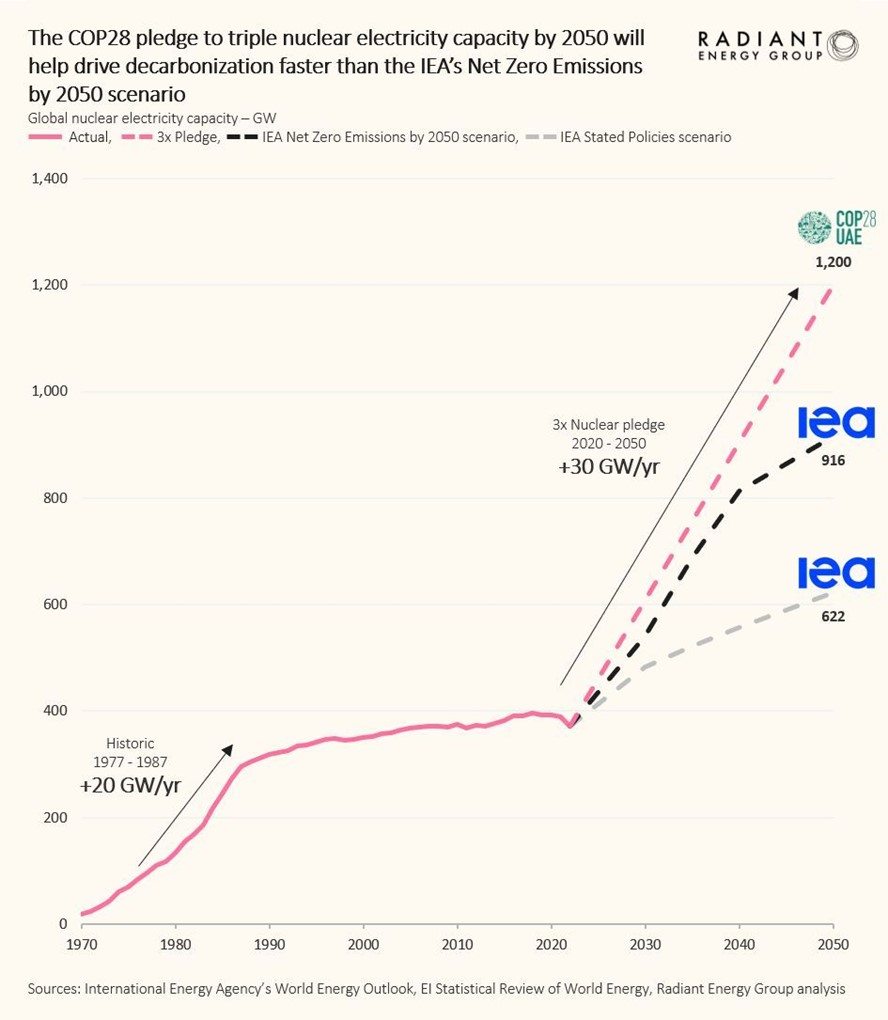 The COP28 pledge to triple nuclear electricity capacity by 2050 will
help drive decarbonization faster than the IEA's Net Zero Emissions
by 2050 scenario
RADIANT
ENERGY GROUP
Global nuclear electricity capacity – GW
Actual, 3x Pledge, IEA Net Zero Emissions by 2050 scenario, IEA Stated Policies scenario
1,400
COP28
UAE
1,200
1,200
1,000
iea
3x Nuclear pledge
2020 - 2050
+30 GW/yr
916
800
iea
600
622
400
Historic
1977 - 1987
+20 GW/yr
200
0
1970 1980 1990 2000 2010 2020 2030 2040 2050
Sources: International Energy Agency's World Energy Outlook, EI Statistical Review of World Energy, Radiant Energy Group analysis